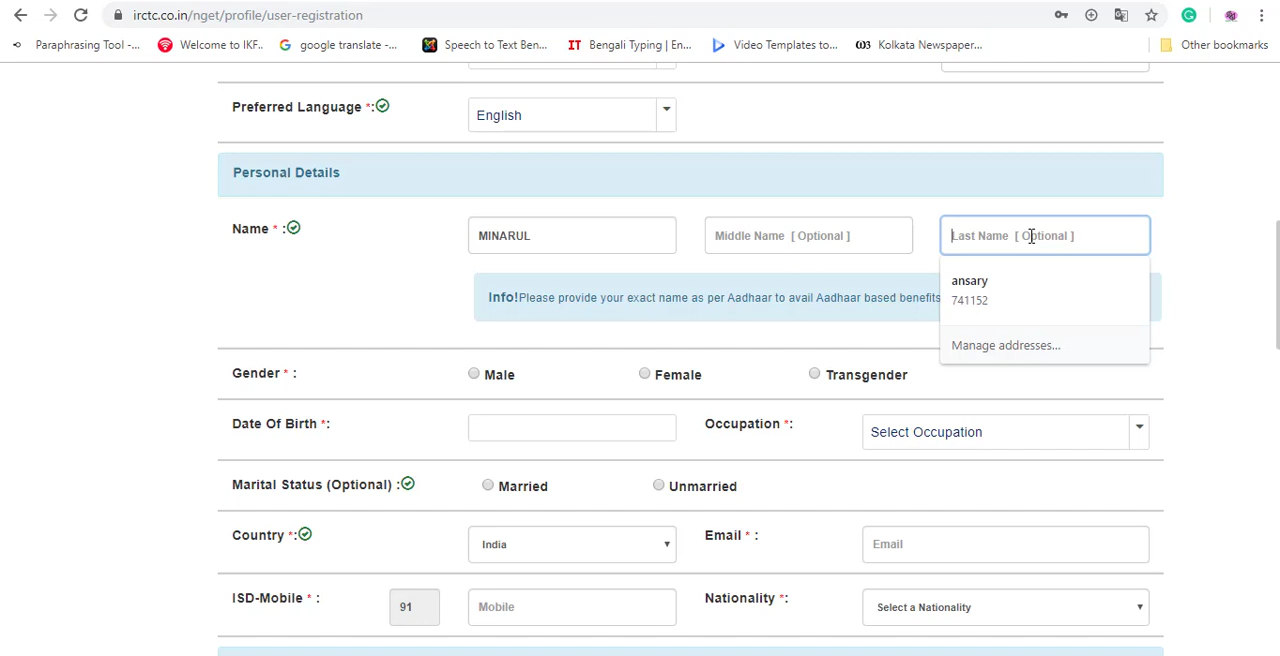 irctc.co.in/nget/profile/user-registration
Paraphrasing Tool -... Welcome to IKF.. google translate -... Speech to Text Ben... IT Bengali Typing | En... Video Templates to... Kolkata Newspaper... Other bookmarks
Preferred Language *: English
Personal Details
Name * : MINARUL Middle Name [ Optional ] Last Name [ Optional ]
ansary
741152
Info!Please provide your exact name as per Aadhaar to avail Aadhaar based benefits
Manage addresses...
Gender * : Male Female Transgender
Date Of Birth *: Occupation *: Select Occupation
Marital Status (Optional) : Married Unmarried
Country *: India Email * : Email
ISD-Mobile * : 91 Mobile Nationality *: Select a Nationality